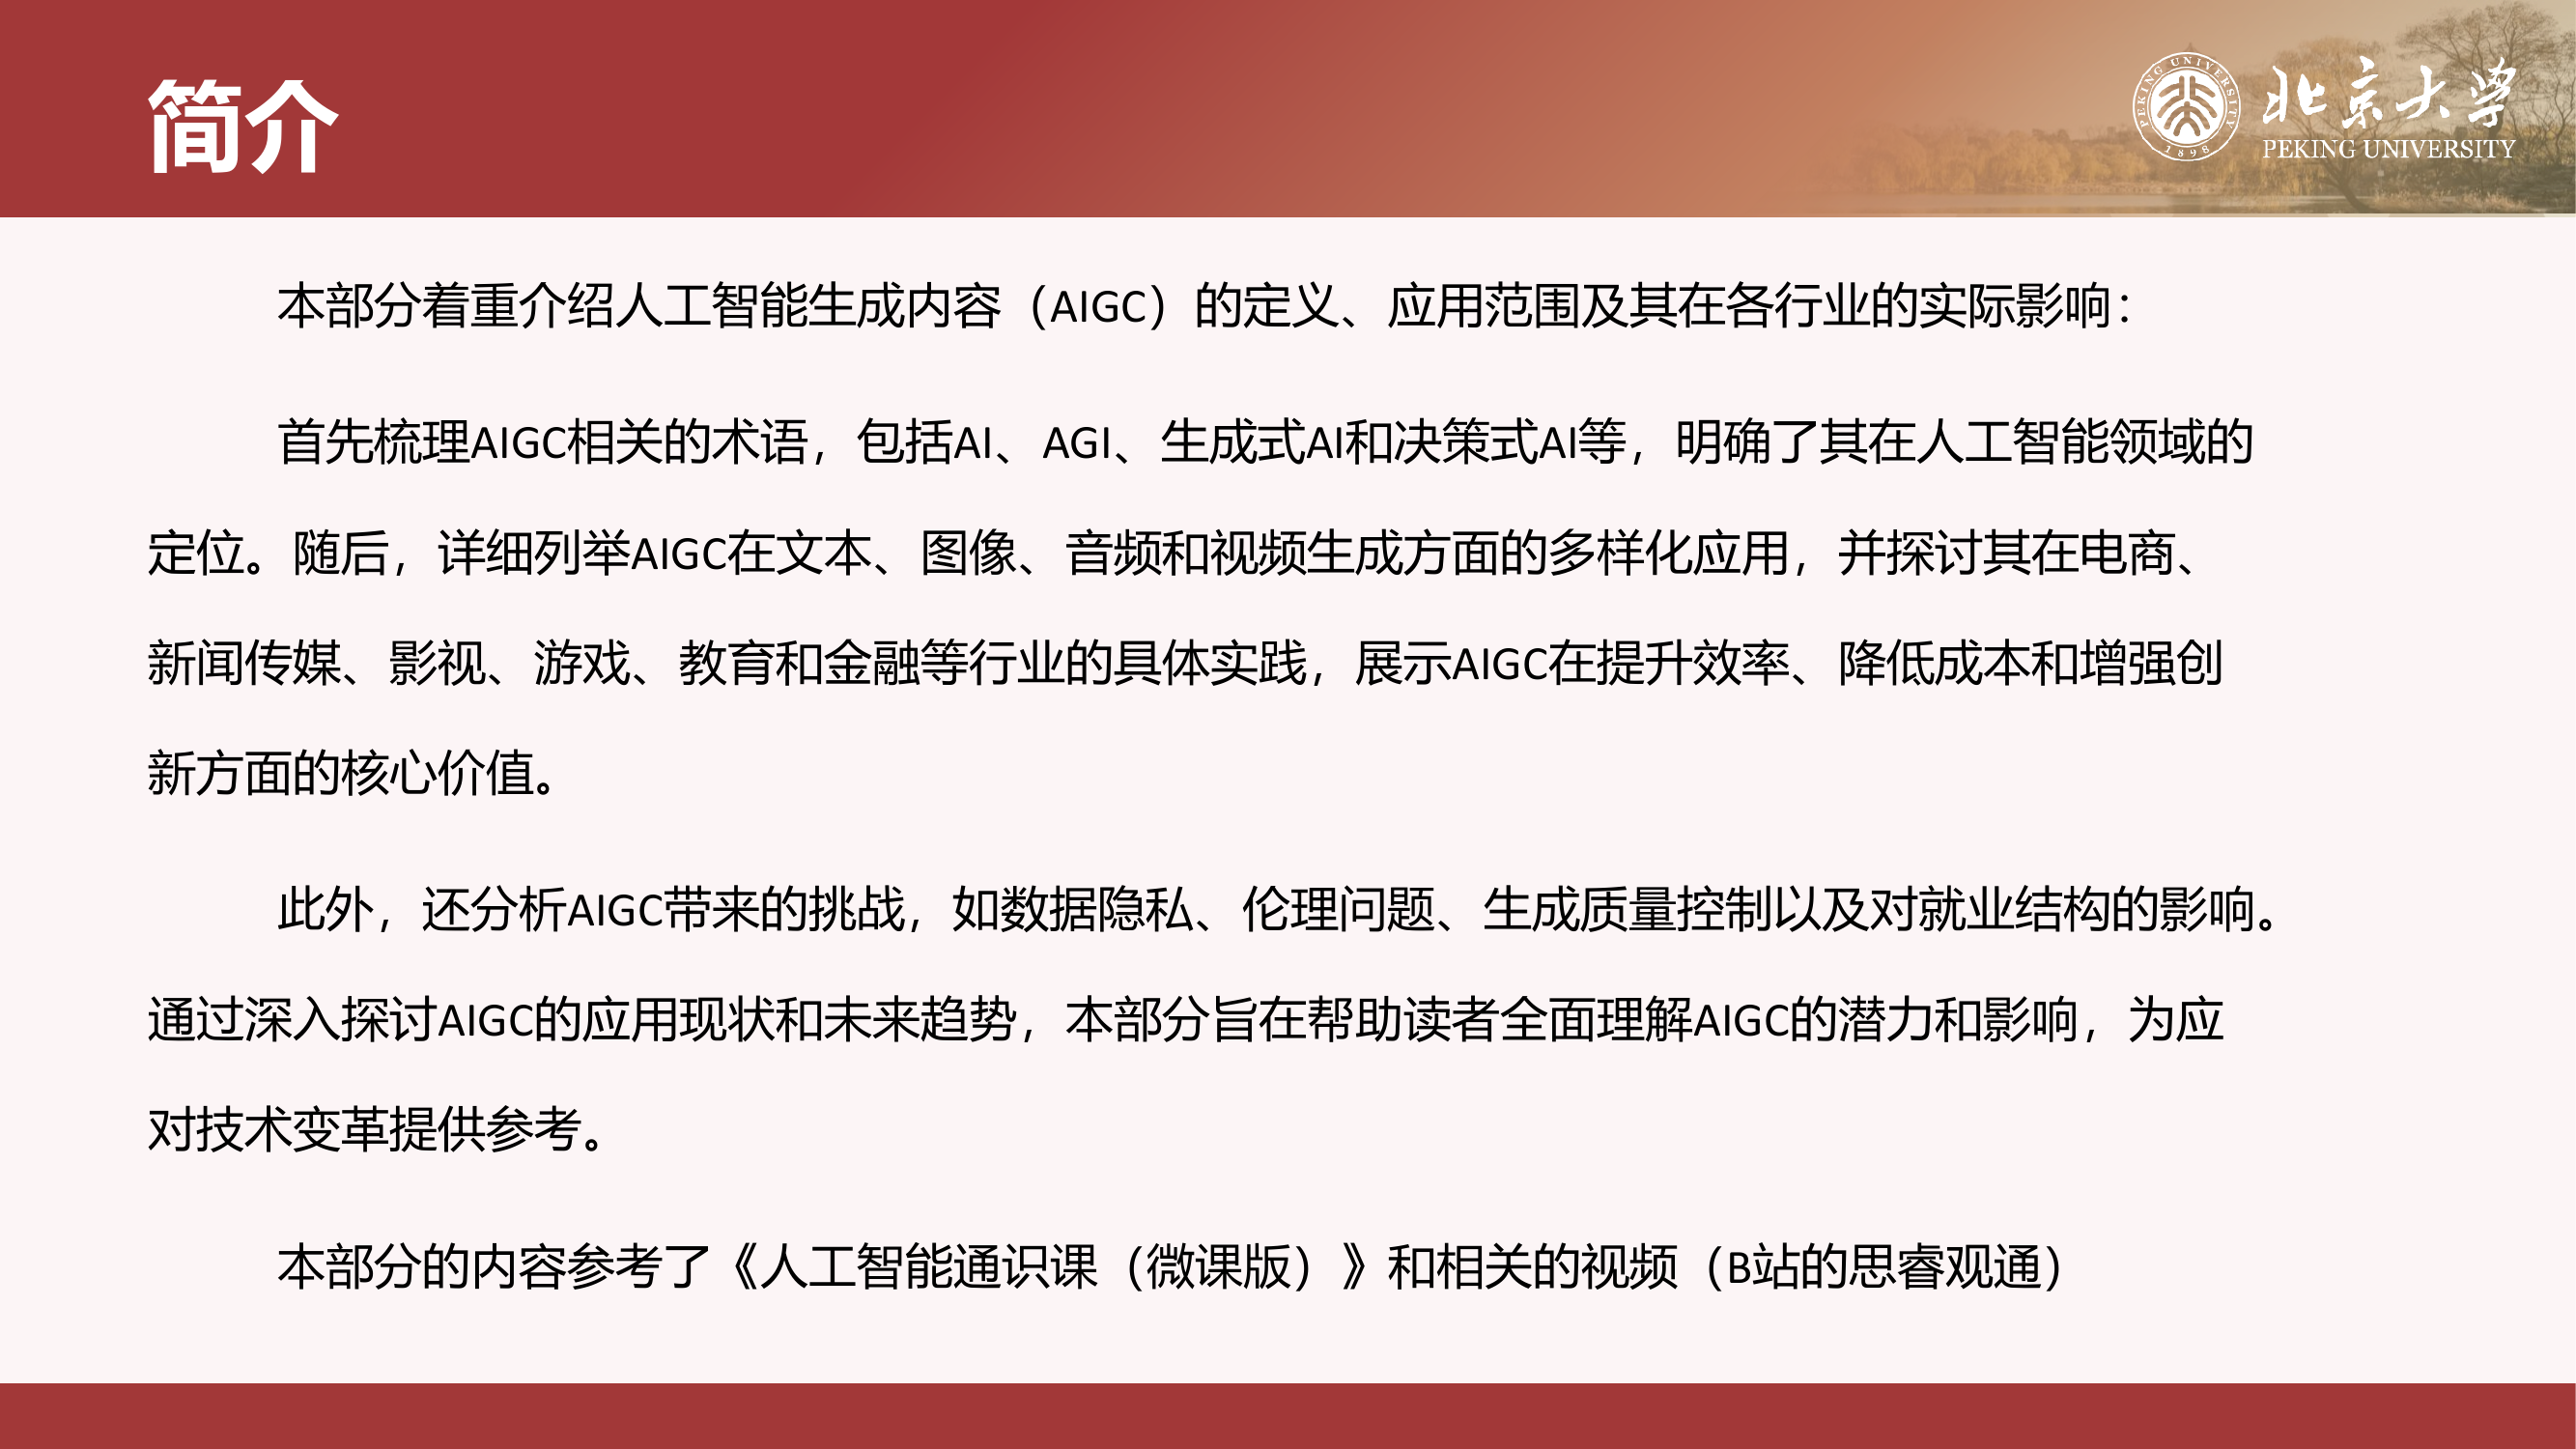 简介
PEKING UNIVERSITY
1898
北京大学
PEKING UNIVERSITY
本部分着重介绍人工智能生成内容（AIGC）的定义、应用范围及其在各行业的实际影响：
首先梳理AIGC相关的术语，包括AI、AGI、生成式AI和决策式AI等，明确了其在人工智能领域的
定位。随后，详细列举AIGC在文本、图像、音频和视频生成方面的多样化应用，并探讨其在电商、
新闻传媒、影视、游戏、教育和金融等行业的具体实践，展示AIGC在提升效率、降低成本和增强创
新方面的核心价值。
此外，还分析AIGC带来的挑战，如数据隐私、伦理问题、生成质量控制以及对就业结构的影响。
通过深入探讨AIGC的应用现状和未来趋势，本部分旨在帮助读者全面理解AIGC的潜力和影响，为应
对技术变革提供参考。
本部分的内容参考了《人工智能通识课（微课版）》和相关的视频（B站的思睿观通）